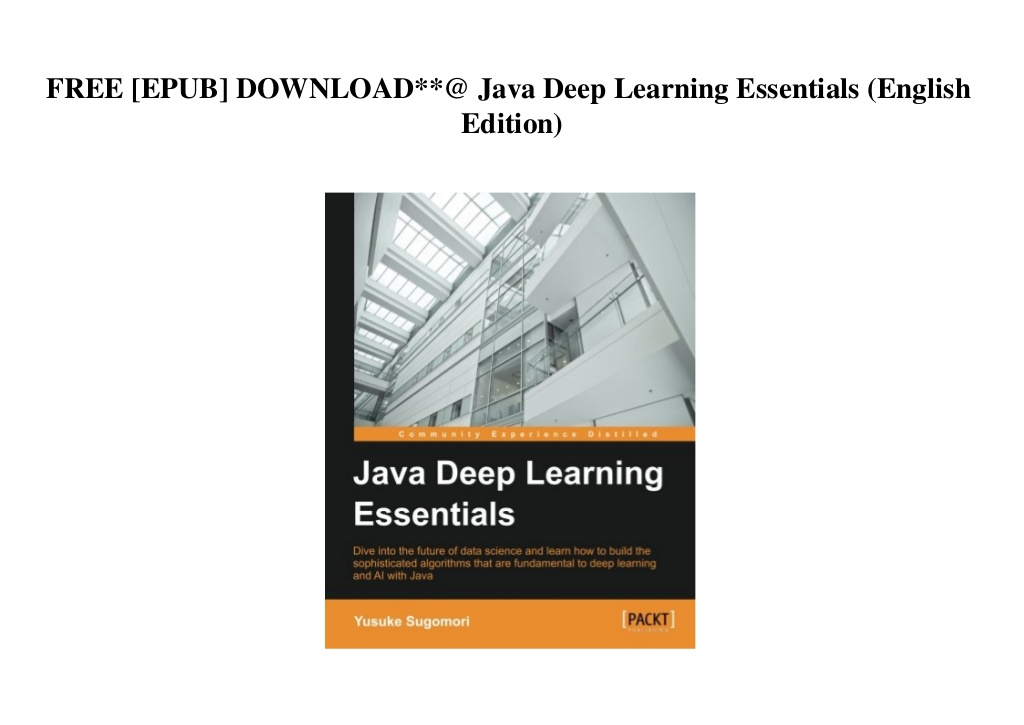 FREE [EPUB] DOWNLOAD**@ Java Deep Learning Essentials (English
Edition)
Community Experience Distilled
Java Deep Learning
Essentials
Dive into the future of data science and learn how to build the
sophisticated algorithms that are fundamental to deep learning
and AI with Java
Yusuke Sugomori
[PACKT]